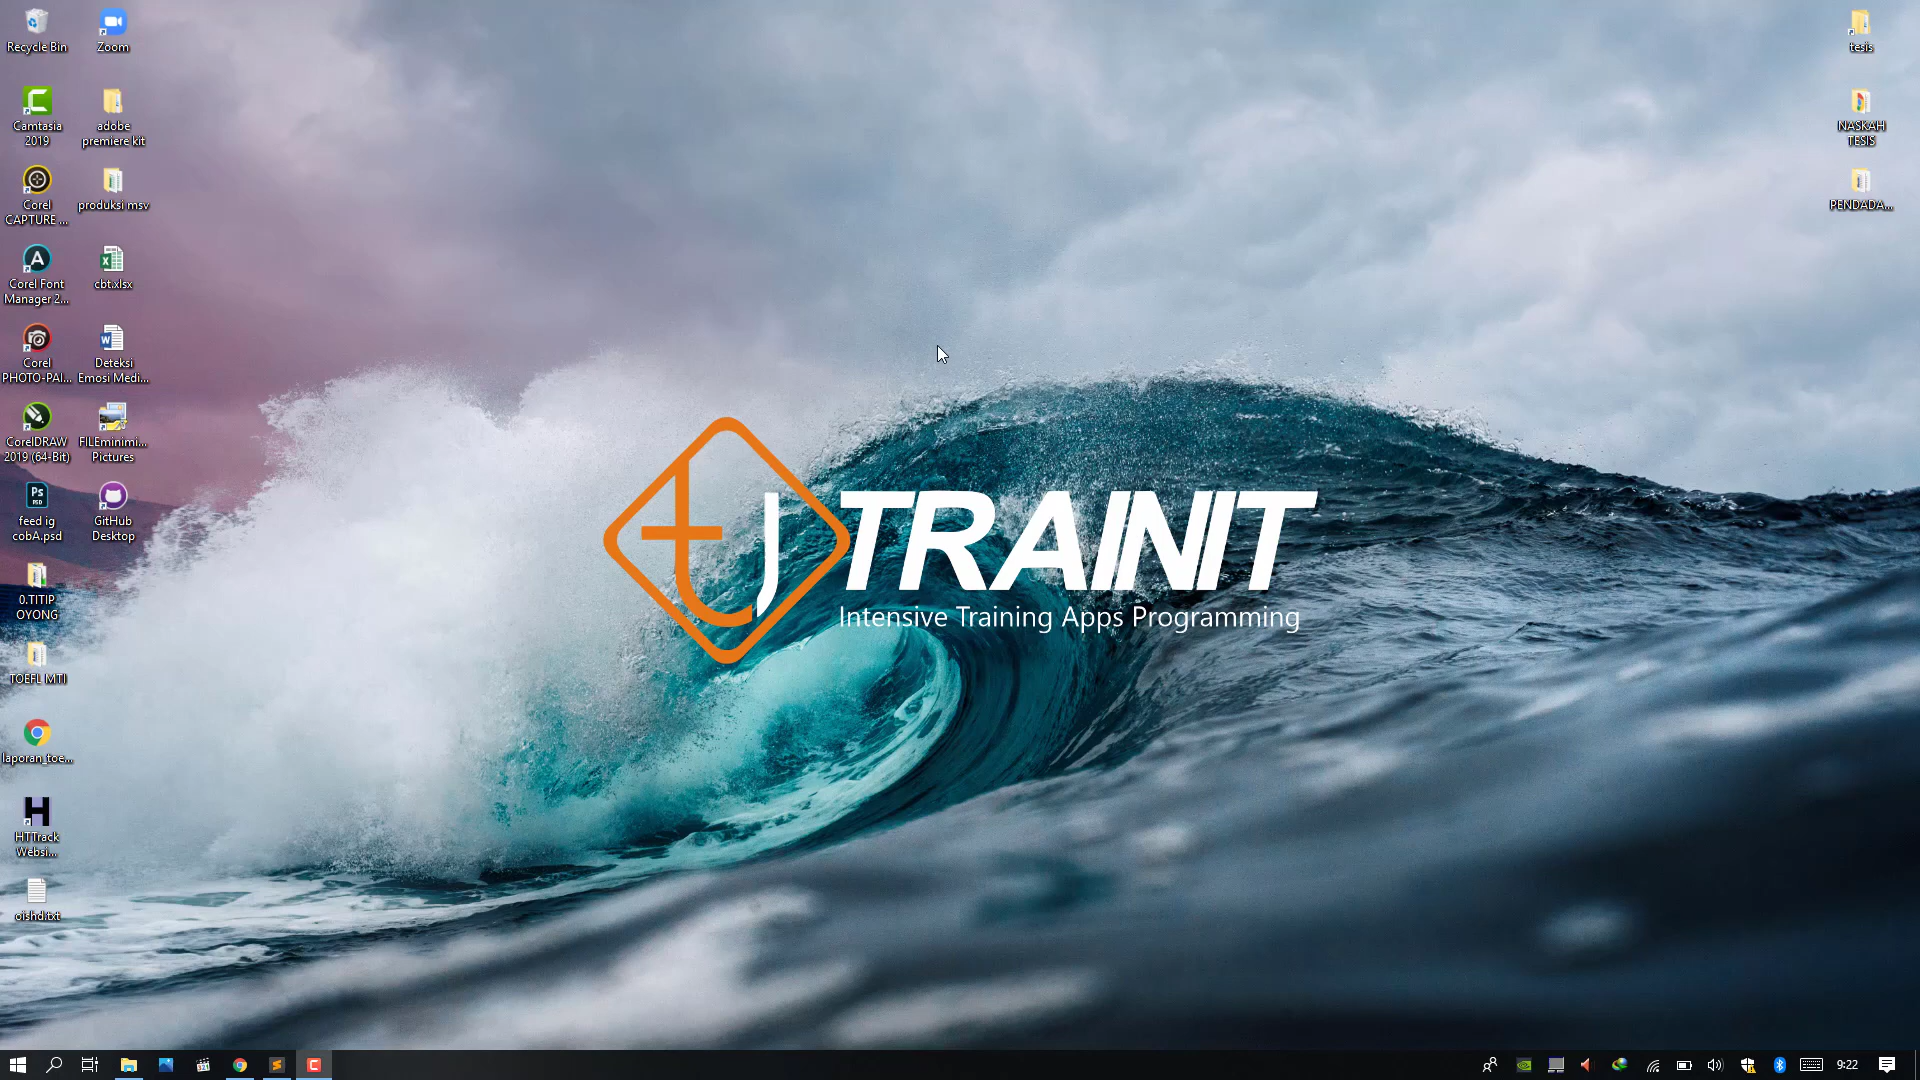 Recycle Bin
Zoom
Camtasia
2019
adobe
premiere kit
Corel
CAPTURE ...
produksi msv
Corel Font
Manager 2...
cbt.xlsx
Corel
PHOTO-PAI...
Deteksi
Emosi Medi...
CorelDRAW
2019 (64-Bit)
FILEminimi...
Pictures
Ps
PSD
feed ig
cobA.psd
GitHub
Desktop
0.TITIP
OYONG
TOEFL MTI
laporan_toe...
HTTrack
Websi...
oishd.txt
tesis
NASKAH
TESIS
PENDADA...
tj TRAINIT
Intensive Training Apps Programming
9:22